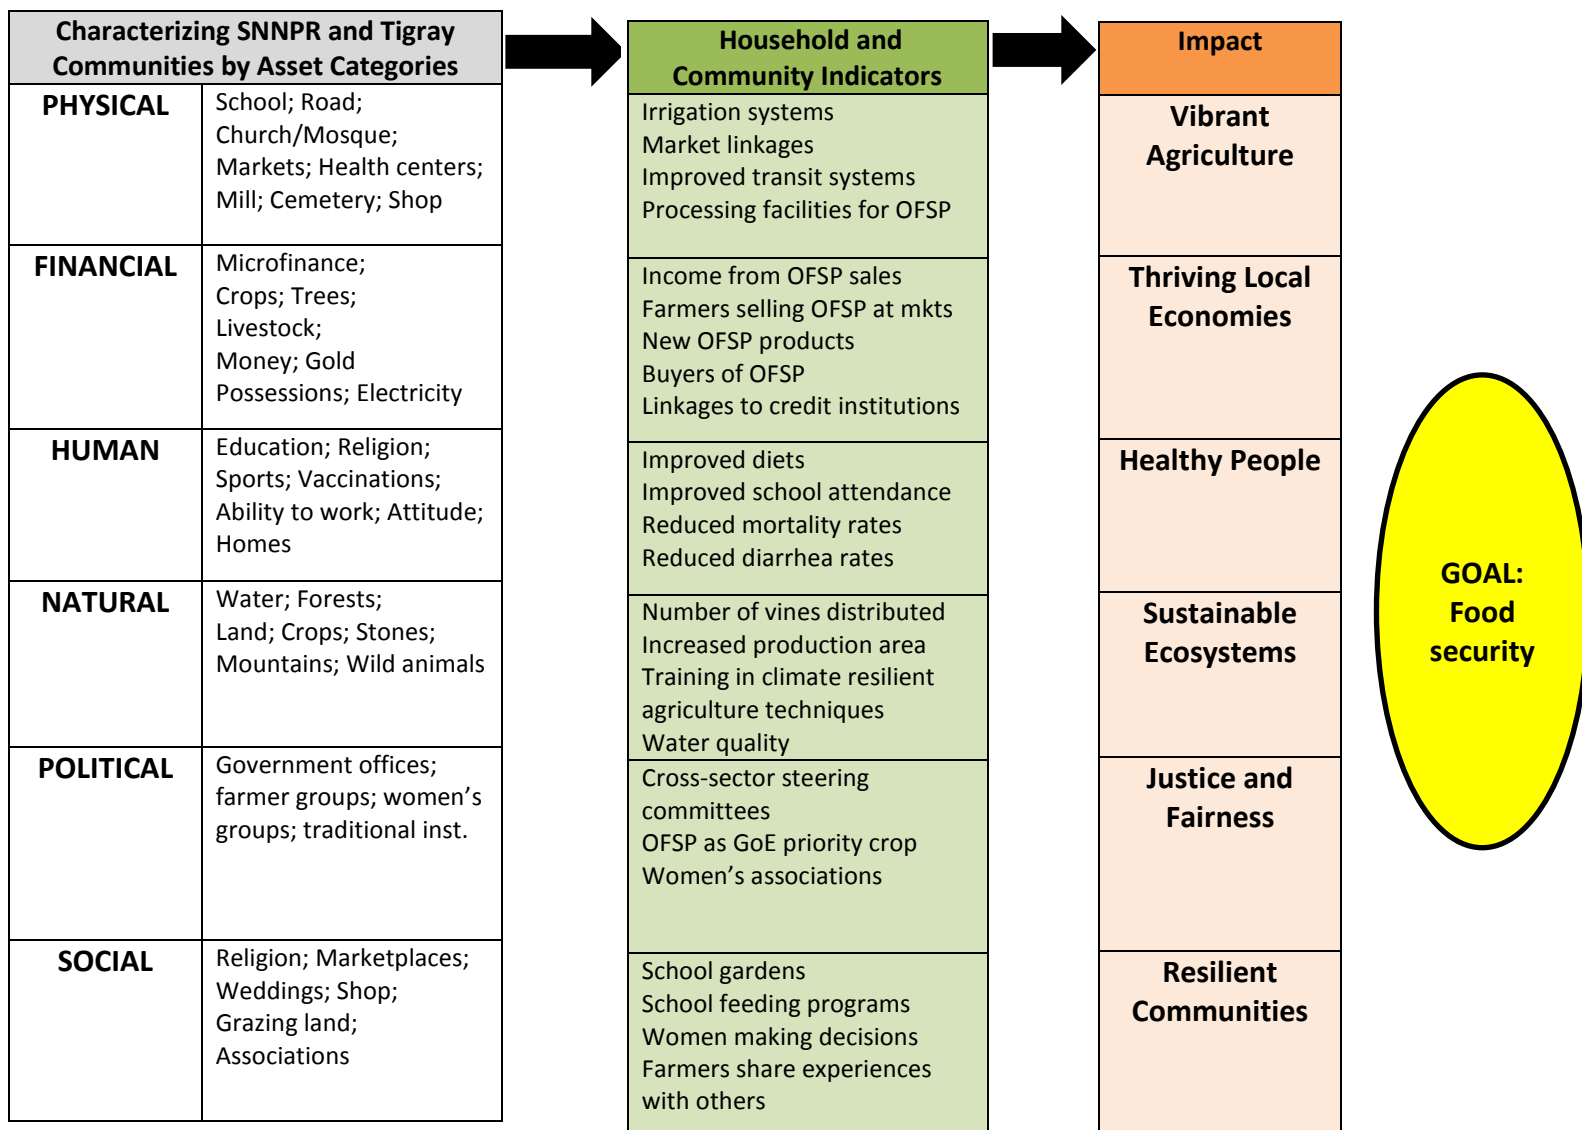 Characterizing SNNPR and Tigray
Communities by Asset Categories
PHYSICAL
School; Road;
Church/Mosque;
Markets; Health centers;
Mill; Cemetery; Shop
FINANCIAL
Microfinance;
Crops; Trees;
Livestock;
Money; Gold
Possessions; Electricity
HUMAN
Education; Religion;
Sports; Vaccinations;
Ability to work; Attitude;
Homes
NATURAL
Water; Forests;
Land; Crops; Stones;
Mountains; Wild animals
POLITICAL
Government offices;
farmer groups; women’s
groups; traditional inst.
SOCIAL
Religion; Marketplaces;
Weddings; Shop;
Grazing land;
Associations
Household and
Community Indicators
Irrigation systems
Market linkages
Improved transit systems
Processing facilities for OFSP
Income from OFSP sales
Farmers selling OFSP at mkts
New OFSP products
Buyers of OFSP
Linkages to credit institutions
Improved diets
Improved school attendance
Reduced mortality rates
Reduced diarrhea rates
Number of vines distributed
Increased production area
Training in climate resilient
agriculture techniques
Water quality
Cross-sector steering
committees
OFSP as GoE priority crop
Women’s associations
School gardens
School feeding programs
Women making decisions
Farmers share experiences
with others
Impact
Vibrant
Agriculture
Thriving Local
Economies
Healthy People
Sustainable
Ecosystems
Justice and
Fairness
Resilient
Communities
GOAL:
Food
security